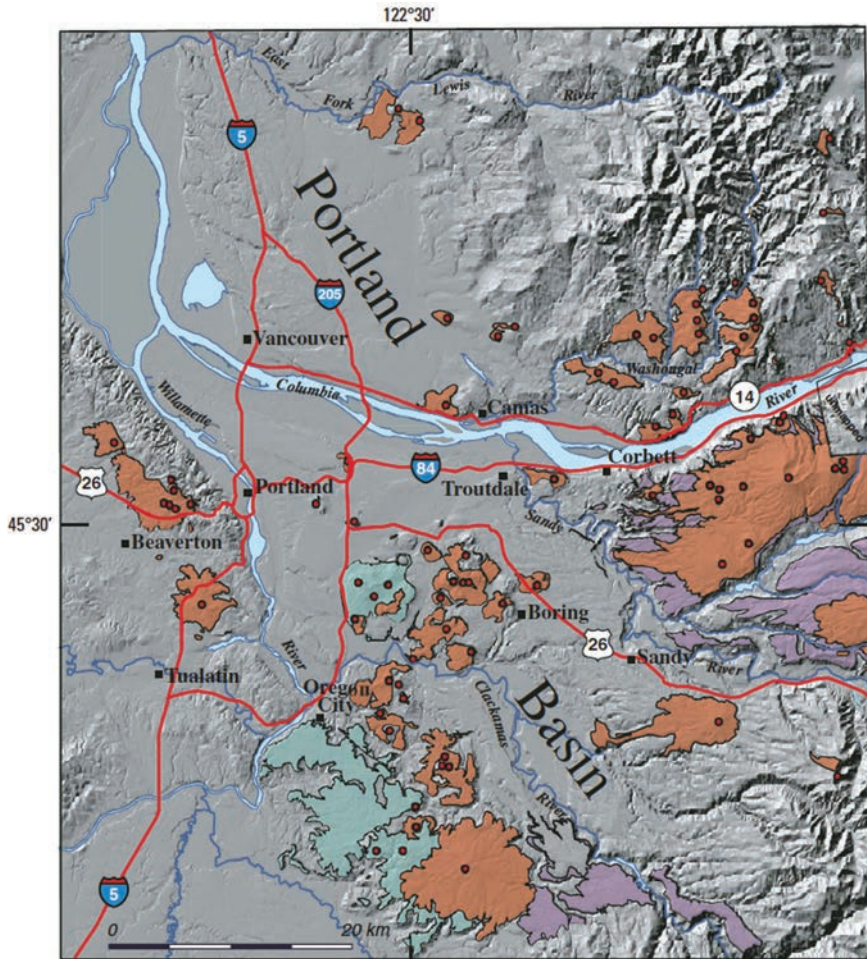 122°30'
East
Fork
Lewis
River
5
Portland
205
Vancouver
Washougal
Willamette
Columbia
Camas
14
River
Corbett
26
84
Portland
Troutdale
Sandy
45°30'
Beaverton
Boring
26
River
Sandy
River
Tualatin
Oregon
City
Clackamas
Basin
River
5
0
20 km